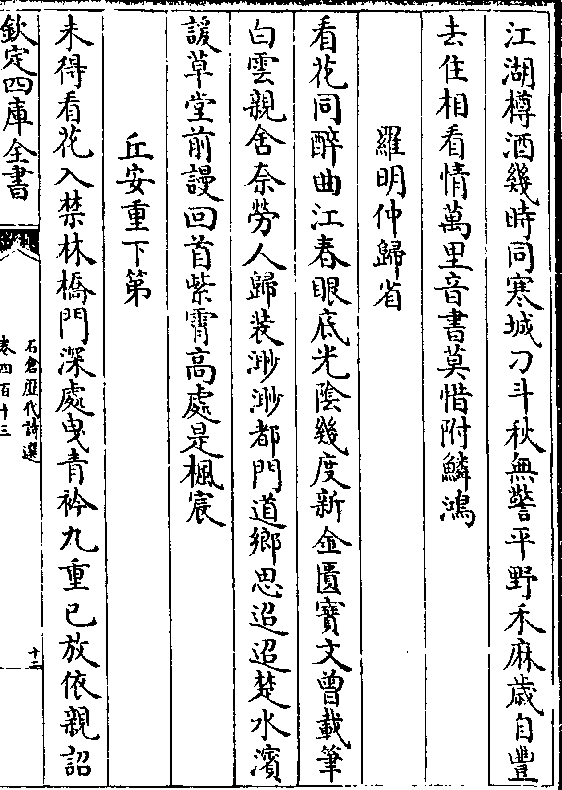 江湖樽酒幾時同寒城刁斗秋無警平野禾麻歲自豐
去住相看情萬里音書莫惜附鱗鴻
羅明仲歸省
看花同醉曲江春眼底光陰幾度新金匱寶文曾載筆
白雲親舍奈勞人歸裝渺渺都門道鄉思迢迢楚水濱
諼草堂前謾回首紫霄高處是楓宸
丘安重下第
未得看花入禁林橋門深處曳青衿九重已放依親詔
欽定四庫全書
石倉歷代詩選
卷四百十三
十二